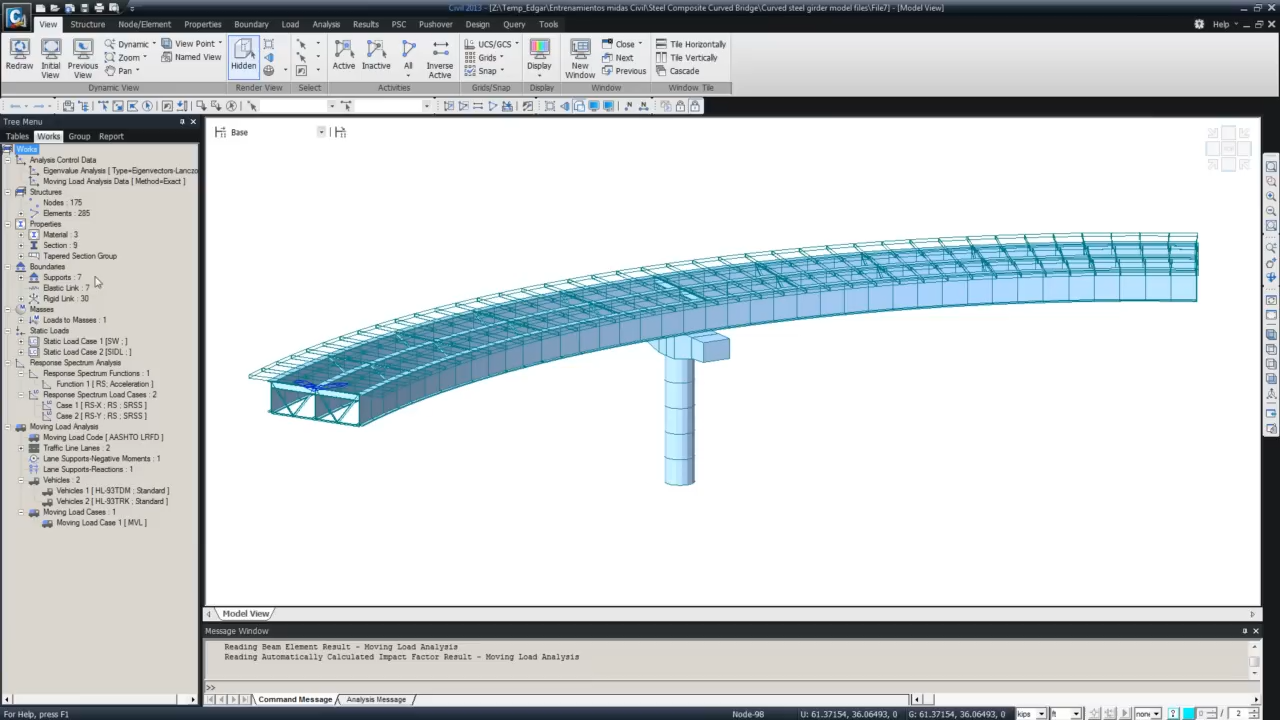 Civil 2013 - [Z:\Temp_Edgar\Entrenamientos midas Civil\Steel Composite Curved Bridge\Curved steel girder model files\File7] - [Model View]
View Structure Node/Element Properties Boundary Load Analysis Results PSC Pushover Design Query Tools Help
Redraw
Initial View
Previous View
Dynamic
Zoom
Pan
View Point
Named View
Hidden
Active
Inactive
All
Inverse Active
UCS/GCS
Grids
Snap
Display
New Window
Close
Next
Previous
Tile Horizontally
Tile Vertically
Cascade
Dynamic View Render View Select Activities Grids/Snap Display Window Window Tile
Tree Menu
Tables Works Group Report
Works
Analysis Control Data
Eigenvalue Analysis [ Type=Eigenvectors-Lanczo
Moving Load Analysis Data [ Method=Exact ]
Structures
Nodes : 175
Elements : 285
Properties
Material : 3
Section : 9
Tapered Section Group
Boundaries
Supports : 7
Elastic Link : 7
Rigid Link : 30
Masses
Loads to Masses : 1
Static Loads
Static Load Case 1 [SW ; ]
Static Load Case 2 [SIDL ; ]
Response Spectrum Analysis
Response Spectrum Functions : 1
Function 1 [ RS; Acceleration ]
Response Spectrum Load Cases : 2
Case 1 [ RS-X ; RS ; SRSS ]
Case 2 [ RS-Y ; RS ; SRSS ]
Moving Load Analysis
Moving Load Code [ AASHTO LRFD ]
Traffic Line Lanes : 2
Lane Supports-Negative Moments : 1
Lane Supports-Reactions : 1
Vehicles : 2
Vehicles 1 [ HL-93TDM ; Standard ]
Vehicles 2 [ HL-93TRK ; Standard ]
Moving Load Cases : 1
Moving Load Case 1 [ MVL ]
Base
Model View
Message Window
Reading Beam Element Result - Moving Load Analysis
Reading Automatically Calculated Impact Factor Result - Moving Load Analysis
>>
Command Message Analysis Message
For Help, press F1
Node-98
U: 61.37154, 36.06493, 0
G: 61.37154, 36.06493, 0
kips
ft
none
0 / 2